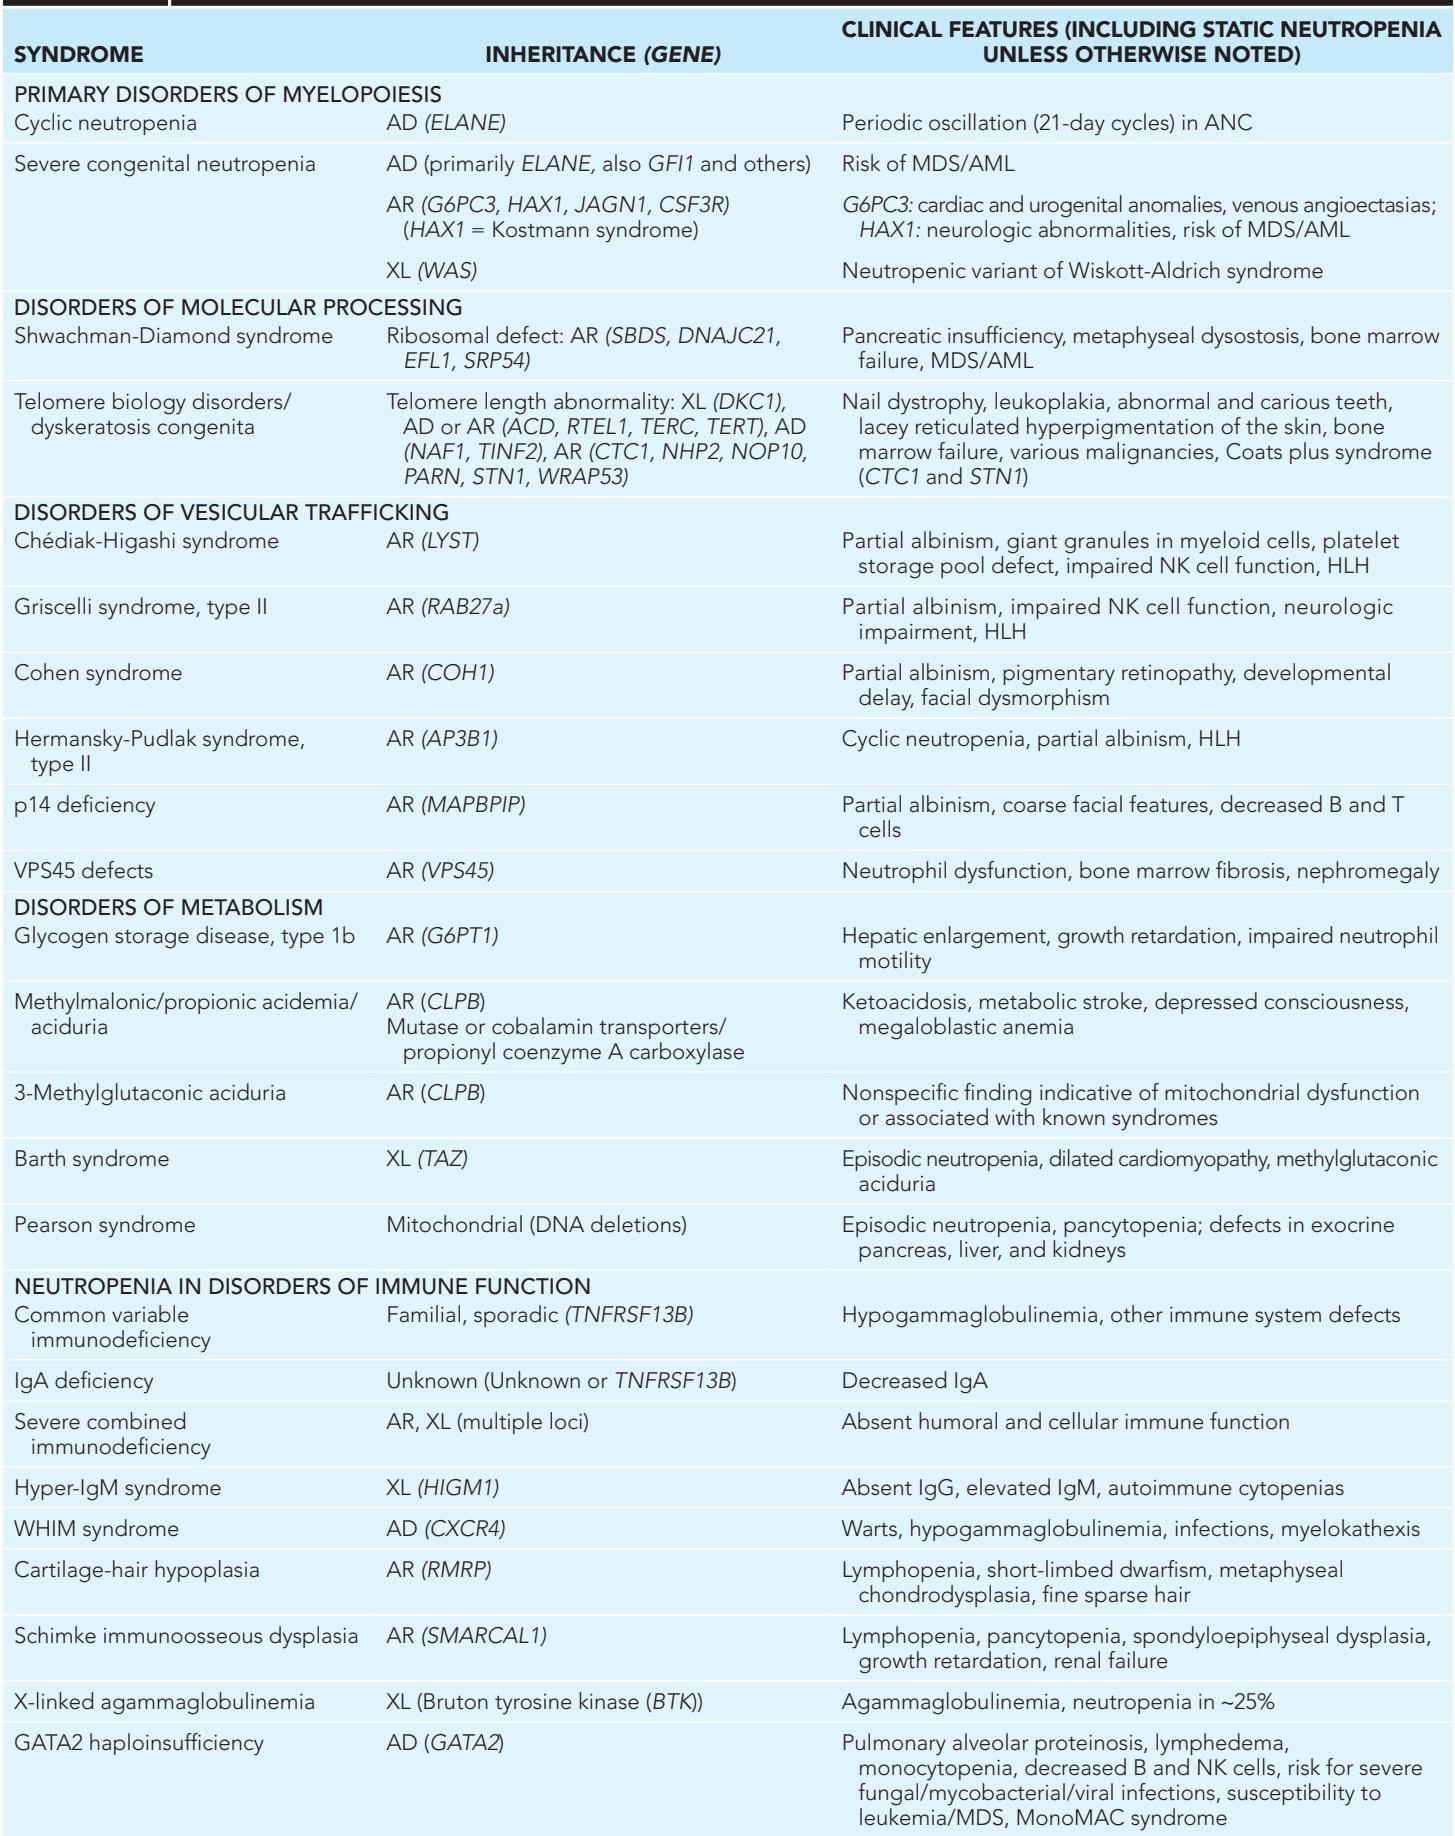 SYNDROME INHERITANCE (GENE) CLINICAL FEATURES (INCLUDING STATIC NEUTROPENIA
UNLESS OTHERWISE NOTED)
PRIMARY DISORDERS OF MYELOPOIESIS
Cyclic neutropenia AD (ELANE) Periodic oscillation (21-day cycles) in ANC
Severe congenital neutropenia AD (primarily ELANE, also GFI1 and others) Risk of MDS/AML
AR (G6PC3, HAX1, JAGN1, CSF3R) G6PC3: cardiac and urogenital anomalies, venous angioectasias;
(HAX1 = Kostmann syndrome) HAX1: neurologic abnormalities, risk of MDS/AML
XL (WAS) Neutropenic variant of Wiskott-Aldrich syndrome
DISORDERS OF MOLECULAR PROCESSING
Shwachman-Diamond syndrome Ribosomal defect: AR (SBDS, DNAJC21, Pancreatic insufficiency, metaphyseal dysostosis, bone marrow
EFL1, SRP54) failure, MDS/AML
Telomere biology disorders/ Telomere length abnormality: XL (DKC1), Nail dystrophy, leukoplakia, abnormal and carious teeth,
dyskeratosis congenita AD or AR (ACD, RTEL1, TERC, TERT), AD lacey reticulated hyperpigmentation of the skin, bone
(NAF1, TINF2), AR (CTC1, NHP2, NOP10, marrow failure, various malignancies, Coats plus syndrome
PARN, STN1, WRAP53) (CTC1 and STN1)
DISORDERS OF VESICULAR TRAFFICKING
Chédiak-Higashi syndrome AR (LYST) Partial albinism, giant granules in myeloid cells, platelet
storage pool defect, impaired NK cell function, HLH
Griscelli syndrome, type II AR (RAB27a) Partial albinism, impaired NK cell function, neurologic
impairment, HLH
Cohen syndrome AR (COH1) Partial albinism, pigmentary retinopathy, developmental
delay, facial dysmorphism
Hermansky-Pudlak syndrome, AR (AP3B1) Cyclic neutropenia, partial albinism, HLH
type II
p14 deficiency AR (MAPBPIP) Partial albinism, coarse facial features, decreased B and T
cells
VPS45 defects AR (VPS45) Neutrophil dysfunction, bone marrow fibrosis, nephromegaly
DISORDERS OF METABOLISM
Glycogen storage disease, type 1b AR (G6PT1) Hepatic enlargement, growth retardation, impaired neutrophil
motility
Methylmalonic/propionic acidemia/ AR (CLPB) Ketoacidosis, metabolic stroke, depressed consciousness,
aciduria Mutase or cobalamin transporters/ megaloblastic anemia
propionyl coenzyme A carboxylase
3-Methylglutaconic aciduria AR (CLPB) Nonspecific finding indicative of mitochondrial dysfunction
or associated with known syndromes
Barth syndrome XL (TAZ) Episodic neutropenia, dilated cardiomyopathy, methylglutaconic
aciduria
Pearson syndrome Mitochondrial (DNA deletions) Episodic neutropenia, pancytopenia; defects in exocrine
pancreas, liver, and kidneys
NEUTROPENIA IN DISORDERS OF IMMUNE FUNCTION
Common variable Familial, sporadic (TNFRSF13B) Hypogammaglobulinemia, other immune system defects
immunodeficiency
IgA deficiency Unknown (Unknown or TNFRSF13B) Decreased IgA
Severe combined AR, XL (multiple loci) Absent humoral and cellular immune function
immunodeficiency
Hyper-IgM syndrome XL (HIGM1) Absent IgG, elevated IgM, autoimmune cytopenias
WHIM syndrome AD (CXCR4) Warts, hypogammaglobulinemia, infections, myelokathexis
Cartilage-hair hypoplasia AR (RMRP) Lymphopenia, short-limbed dwarfism, metaphyseal
chondrodysplasia, fine sparse hair
Schimke immunoosseous dysplasia AR (SMARCAL1) Lymphopenia, pancytopenia, spondyloepiphyseal dysplasia,
growth retardation, renal failure
X-linked agammaglobulinemia XL (Bruton tyrosine kinase (BTK)) Agammaglobulinemia, neutropenia in ~25%
GATA2 haploinsufficiency AD (GATA2) Pulmonary alveolar proteinosis, lymphedema,
monocytopenia, decreased B and NK cells, risk for severe
fungal/mycobacterial/viral infections, susceptibility to
leukemia/MDS, MonoMAC syndrome